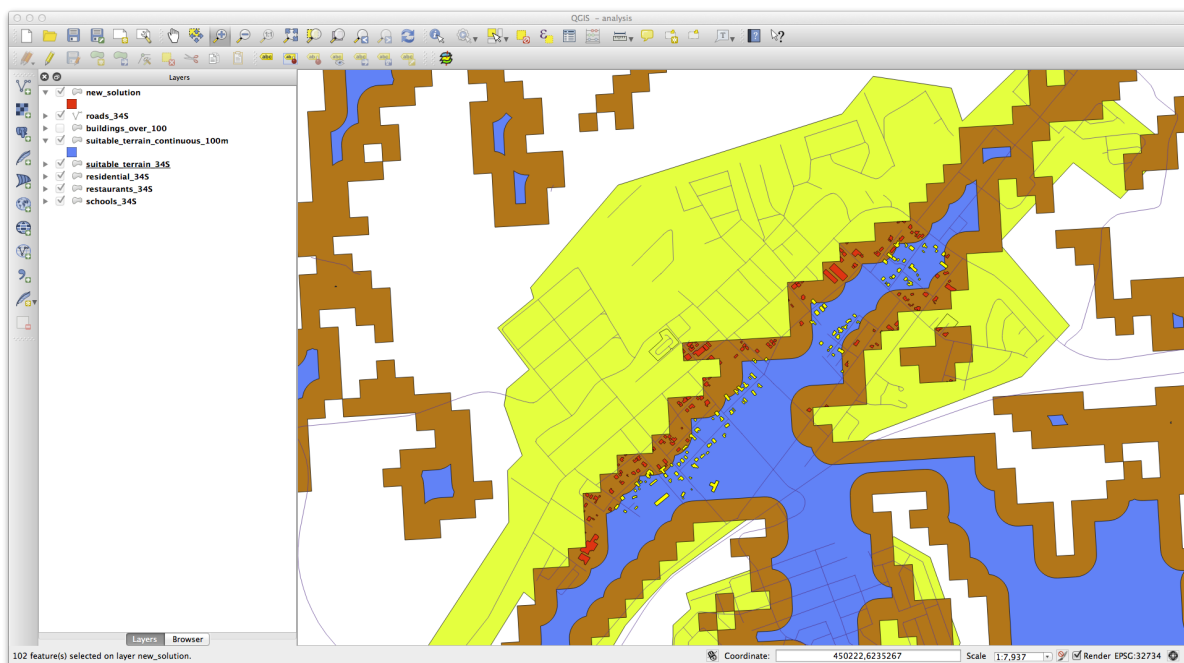 QGIS - analysis
Layers
new_solution
roads_34S
buildings_over_100
suitable_terrain_continuous_100m
suitable_terrain_34S
residential_34S
restaurants_34S
schools_34S
Layers Browser
102 feature(s) selected on layer new_solution.
Coordinate: 450222,6235267 Scale 1:7,937 Render EPSG:32734